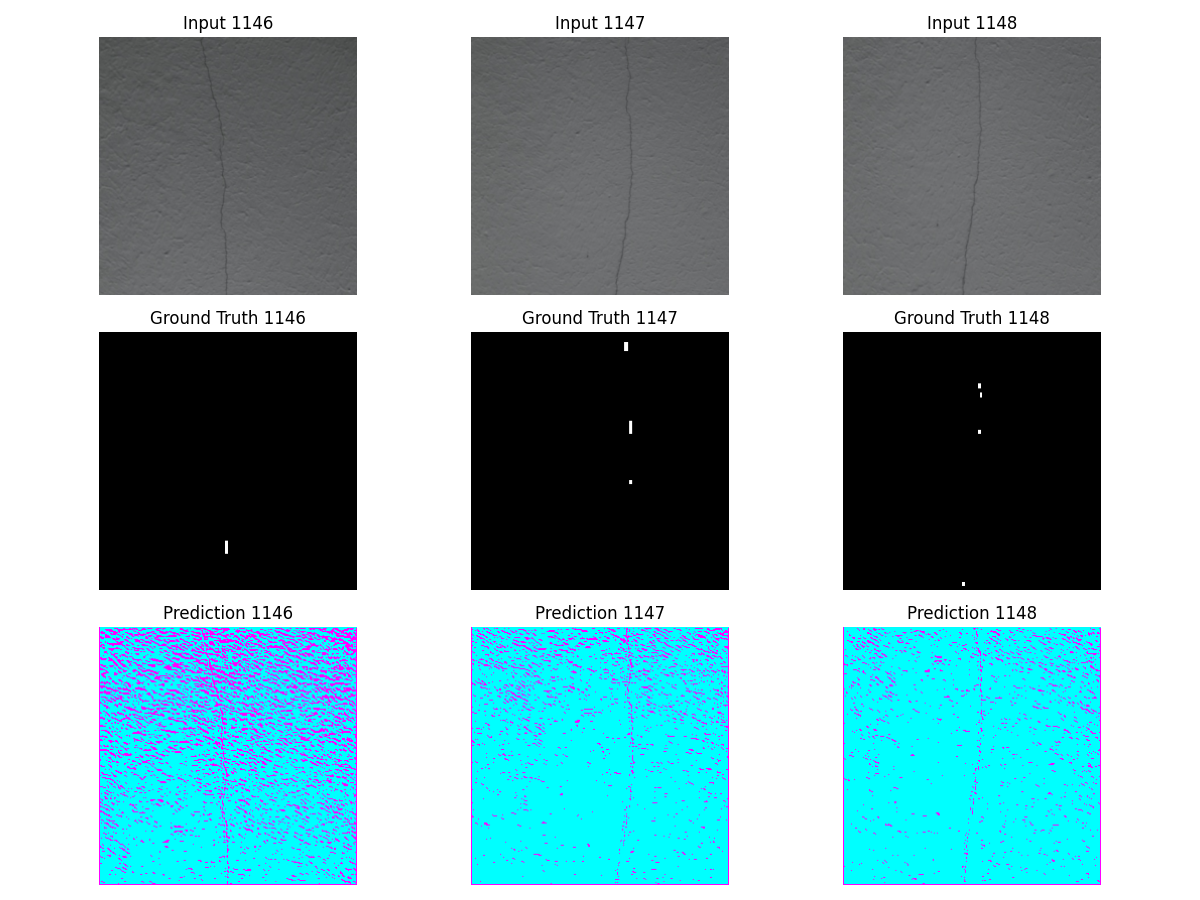 Input 1146
Input 1147
Input 1148
Ground Truth 1146
Ground Truth 1147
Ground Truth 1148
Prediction 1146
Prediction 1147
Prediction 1148